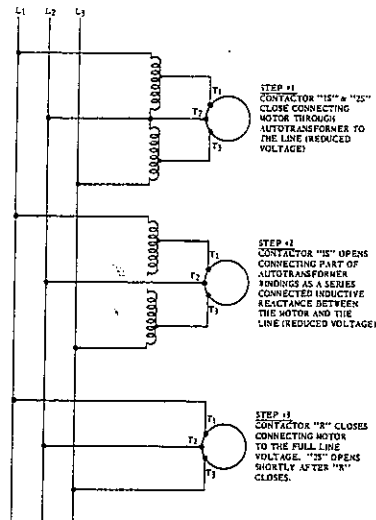 L1 L2 L3
T1
T2
T3
STEP #1
CONTACTOR "1S" & "2S"
CLOSE CONNECTING
MOTOR THROUGH
AUTOTRANSFORMER TO
THE LINE (REDUCED
VOLTAGE)
T1
T2
T3
STEP #2
CONTACTOR "1S" OPENS
CONNECTING PART OF
AUTOTRANSFORMER
WINDINGS AS A SERIES
CONNECTED INDUCTIVE
REACTANCE BETWEEN
THE MOTOR AND THE
LINE (REDUCED VOLTAGE)
T1
T2
T3
STEP #3
CONTACTOR "R" CLOSES
CONNECTING MOTOR
TO THE FULL LINE
VOLTAGE. "2S" OPENS
SHORTLY AFTER "R"
CLOSES.